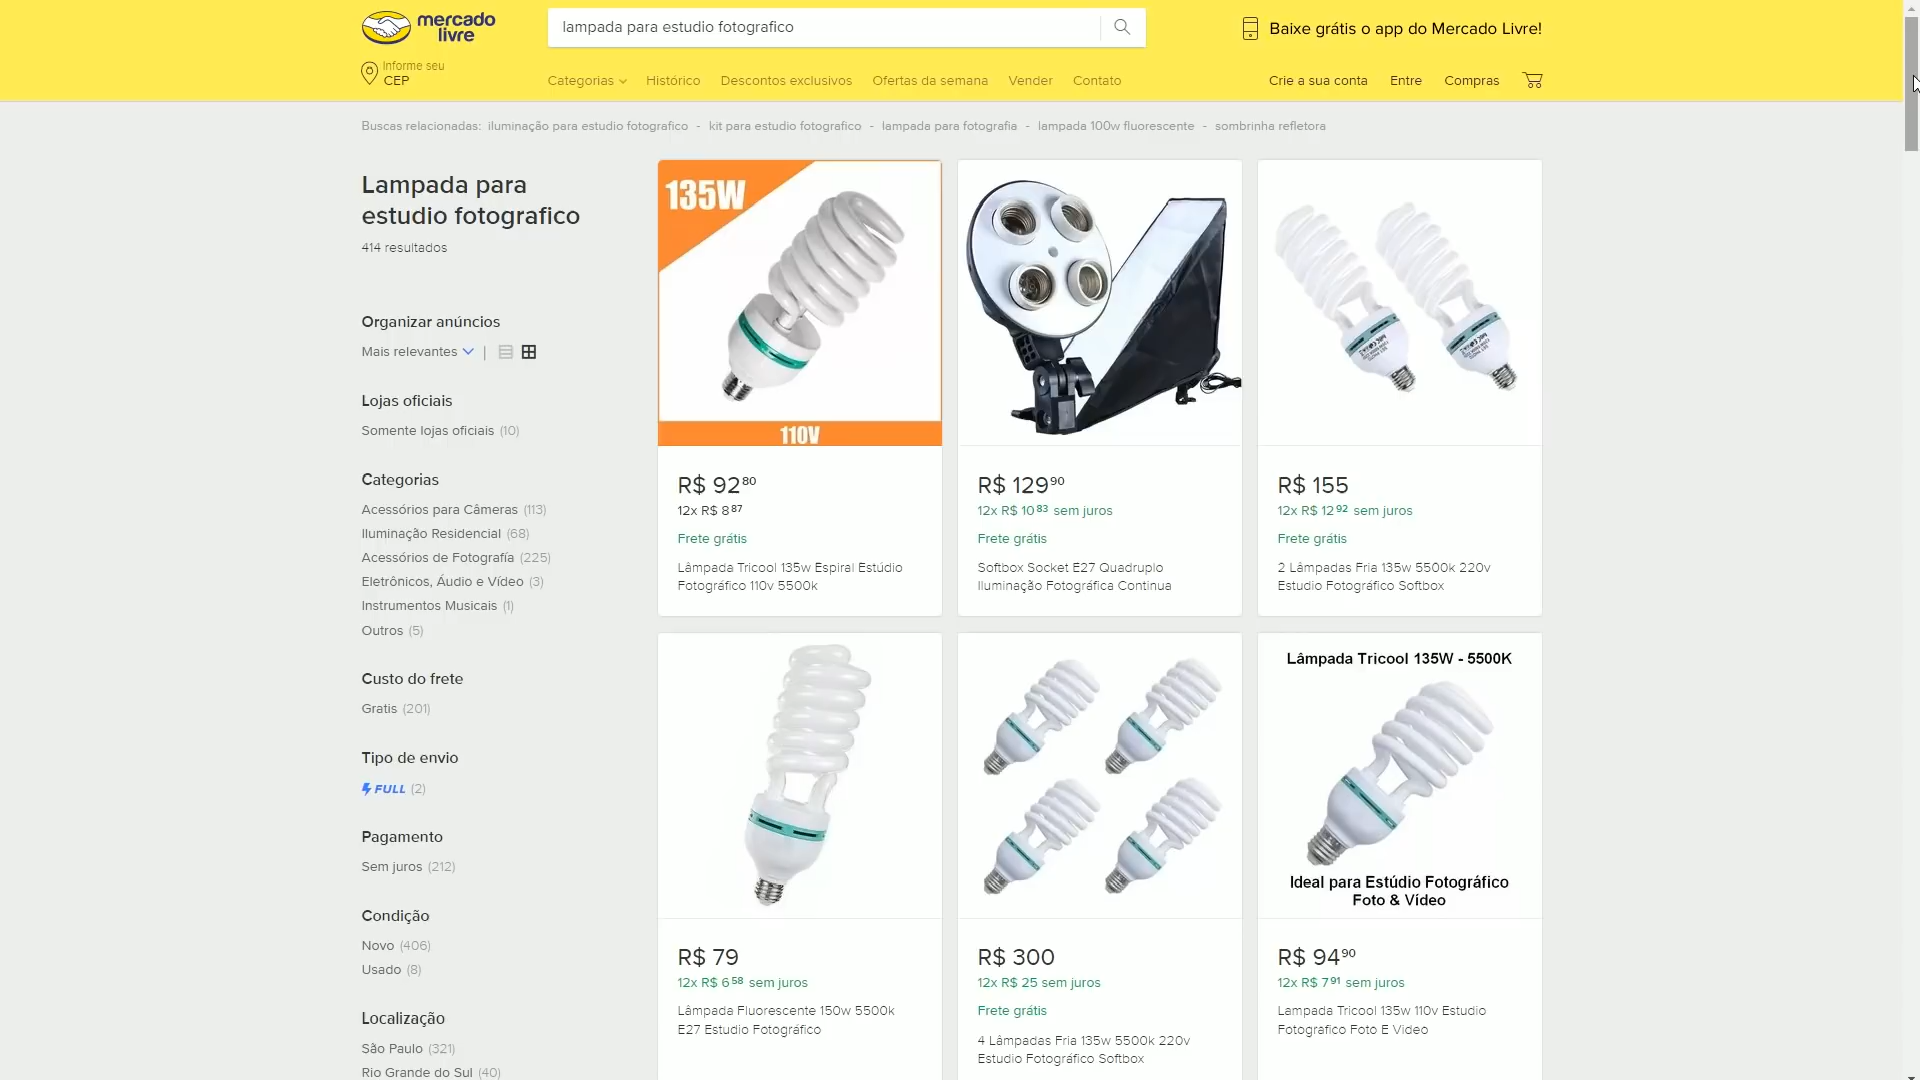 mercado
livre
lampada para estudio fotografico
Baixe grátis o app do Mercado Livre!
Informe seu
CEP
Categorias
Histórico
Descontos exclusivos
Ofertas da semana
Vender
Contato
Crie a sua conta
Entre
Compras
Buscas relacionadas: iluminação para estudio fotografico - kit para estudio fotografico - lampada para fotografia - lampada 100w fluorescente - sombrinha refletora
Lampada para
estudio fotografico
414 resultados
Organizar anúncios
Mais relevantes |
Lojas oficiais
Somente lojas oficiais (10)
Categorias
Acessórios para Câmeras (113)
Iluminação Residencial (68)
Acessórios de Fotografía (225)
Eletrônicos, Áudio e Vídeo (3)
Instrumentos Musicais (1)
Outros (5)
Custo do frete
Gratis (201)
Tipo de envio
FULL (2)
Pagamento
Sem juros (212)
Condição
Novo (406)
Usado (8)
Localização
São Paulo (321)
Rio Grande do Sul (40)
135W
110V
R$ 92 80
12x R$ 8 87
Frete grátis
Lâmpada Tricool 135w Espiral Estúdio
Fotográfico 110v 5500k
R$ 129 90
12x R$ 10 83 sem juros
Frete grátis
Softbox Socket E27 Quadruplo
Iluminação Fotográfica Continua
R$ 155
12x R$ 12 92 sem juros
Frete grátis
2 Lâmpadas Fria 135w 5500k 220v
Estudio Fotográfico Softbox
R$ 79
12x R$ 6 58 sem juros
Lâmpada Fluorescente 150w 5500k
E27 Estudio Fotográfico
R$ 300
12x R$ 25 sem juros
Frete grátis
4 Lâmpadas Fria 135w 5500k 220v
Estudio Fotográfico Softbox
Lâmpada Tricool 135W - 5500K
Ideal para Estúdio Fotográfico
Foto & Vídeo
R$ 94 90
12x R$ 7 91 sem juros
Lampada Tricool 135w 110v Estudio
Fotografico Foto E Video